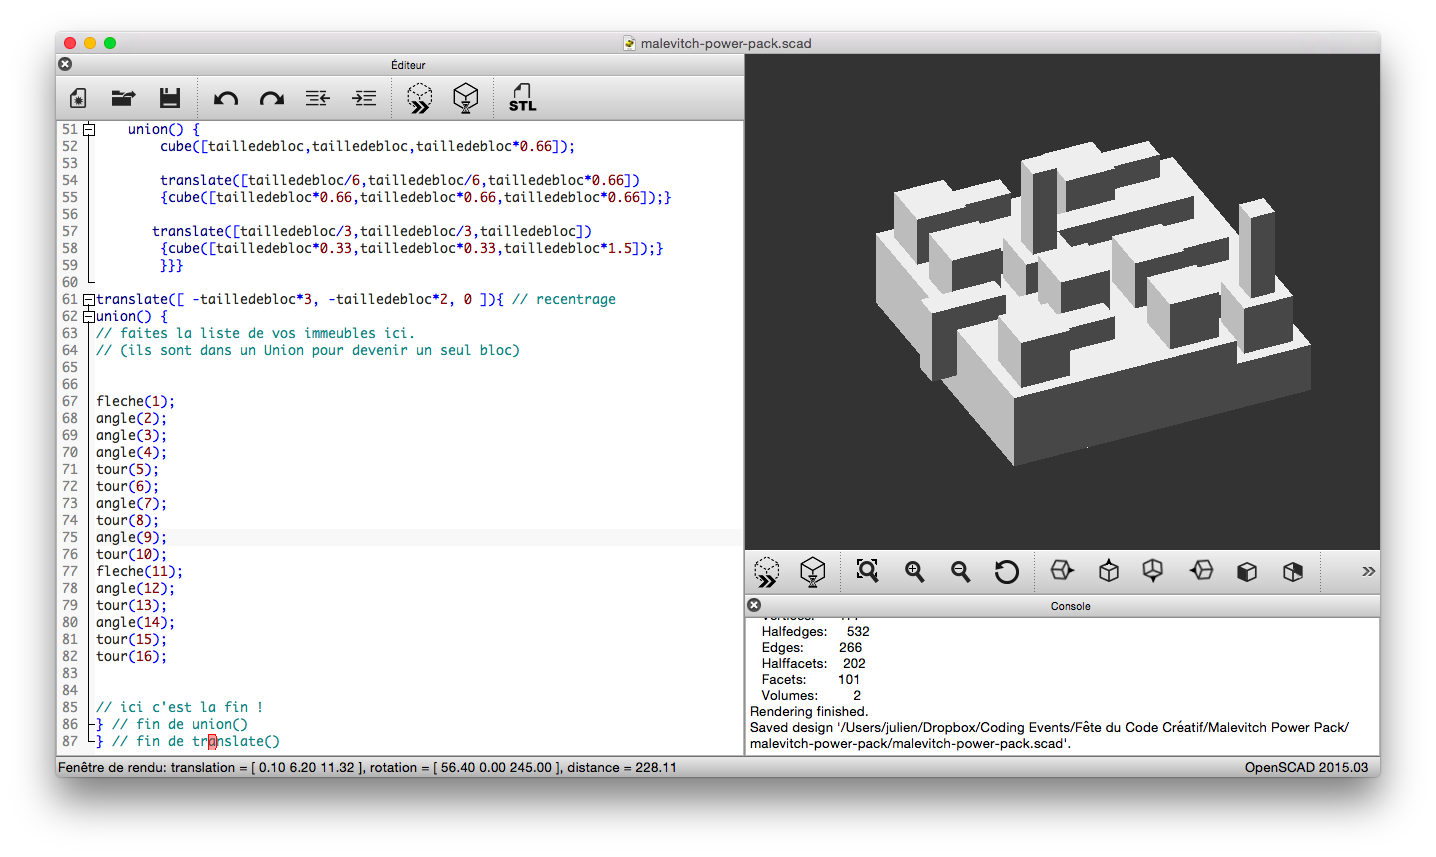 malevitch-power-pack.scad
Éditeur
STL
51 union() {
52 cube([tailledebloc,tailledebloc,tailledebloc*0.66]);
53
54 translate([tailledebloc/6,tailledebloc/6,tailledebloc*0.66])
55 {cube([tailledebloc*0.66,tailledebloc*0.66,tailledebloc*0.66]);}
56
57 translate([tailledebloc/3,tailledebloc/3,tailledebloc])
58 {cube([tailledebloc*0.33,tailledebloc*0.33,tailledebloc*1.5]);}
59 }}}
60
61 translate([ -tailledebloc*3, -tailledebloc*2, 0 ]){ // recentrage
62 union() {
63 // faites la liste de vos immeubles ici.
64 // (ils sont dans un Union pour devenir un seul bloc)
65
66
67 fleche(1);
68 angle(2);
69 angle(3);
70 angle(4);
71 tour(5);
72 tour(6);
73 angle(7);
74 tour(8);
75 angle(9);
76 tour(10);
77 fleche(11);
78 angle(12);
79 tour(13);
80 angle(14);
81 tour(15);
82 tour(16);
83
84
85 // ici c'est la fin !
86 } // fin de union()
87 } // fin de translate()
Console
Halfedges: 532
Edges: 266
Halffacets: 202
Facets: 101
Volumes: 2
Rendering finished.
Saved design '/Users/julien/Dropbox/Coding Events/Fête du Code Créatif/Malevitch Power Pack/
malevitch-power-pack/malevitch-power-pack.scad'.
Fenêtre de rendu: translation = [ 0.10 6.20 11.32 ], rotation = [ 56.40 0.00 245.00 ], distance = 228.11
OpenSCAD 2015.03